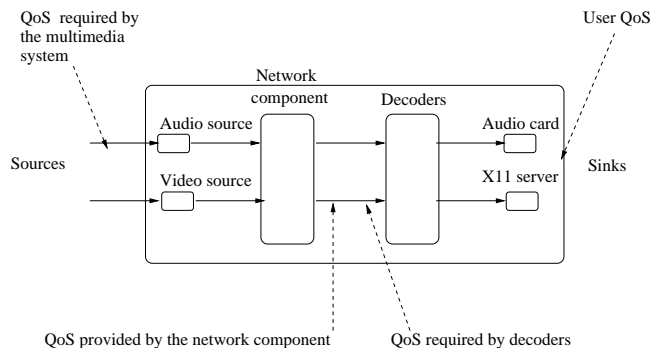 QoS required by
the multimedia
system
User QoS
Network
component
Decoders
Audio source
Audio card
Sources
Sinks
Video source
X11 server
QoS provided by the network component
QoS required by decoders